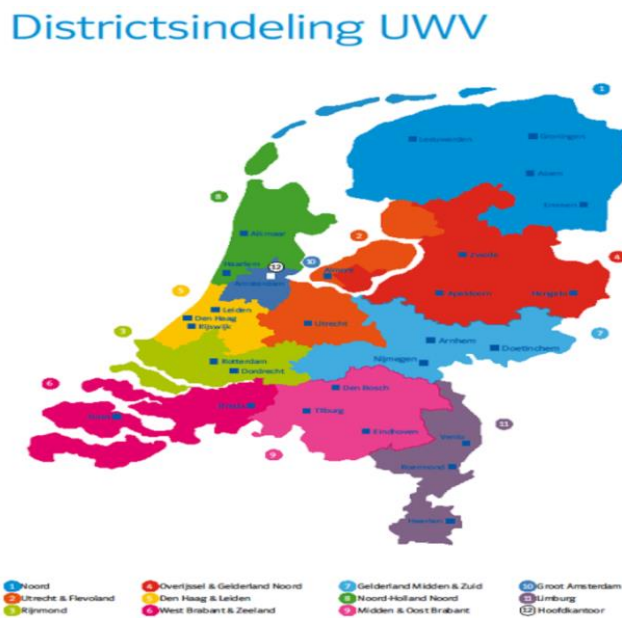 Districtsindeling UWV
1
Leeuwarden
Groningen
Assen
Emmen
8
Alkmaar
2
Zwolle
10
12
4
Haarlem
Almere
Amsterdam
5
Apeldoorn
Hengelo
Leiden
Den Haag
Rijswijk
Utrecht
3
7
Arnhem
Doetinchem
Rotterdam
Nijmegen
Dordrecht
6
Den Bosch
Breda
Tilburg
11
Eindhoven
Venlo
9
Roermond
Heerlen
1 Noord
2 Utrecht & Flevoland
3 Rijnmond
4 Overijssel & Gelderland Noord
5 Den Haag & Leiden
6 West Brabant & Zeeland
7 Gelderland Midden & Zuid
8 Noord-Holland Noord
9 Midden & Oost Brabant
10 Groot Amsterdam
11 Limburg
12 Hoofdkantoor